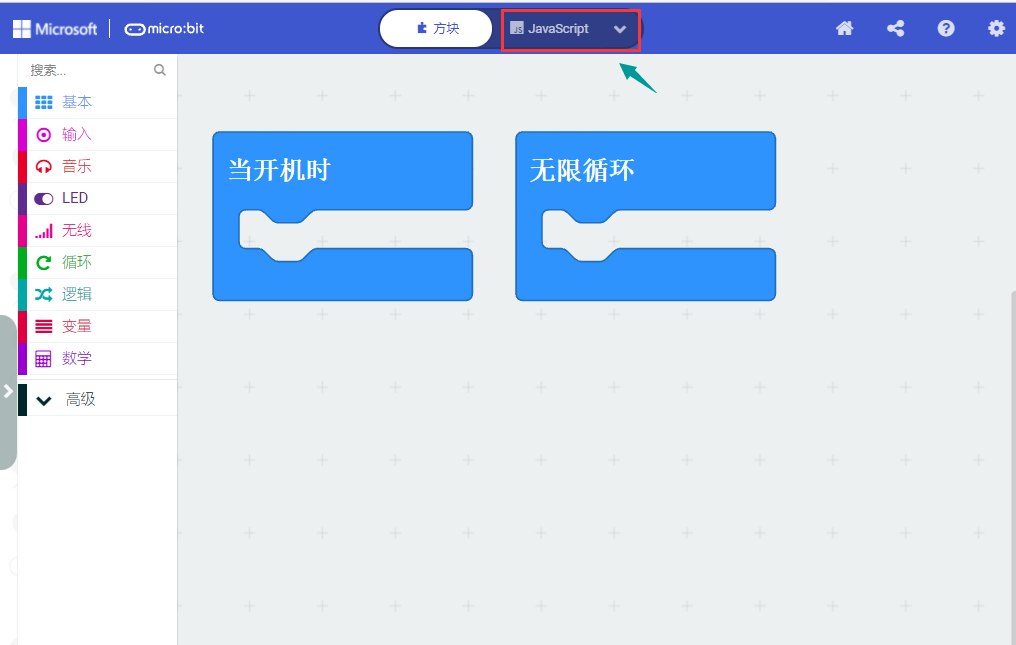 Microsoft micro:bit 方块 JS JavaScript
搜索...
基本
输入
音乐
LED
无线
循环
逻辑
变量
数学
高级
当开机时
无限循环